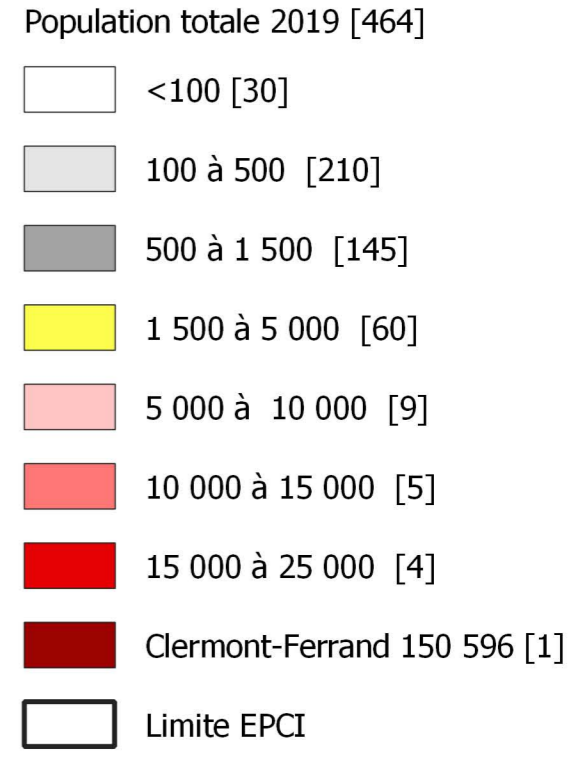 Population totale 2019 [464]
<100 [30]
100 à 500 [210]
500 à 1 500 [145]
1 500 à 5 000 [60]
5 000 à 10 000 [9]
10 000 à 15 000 [5]
15 000 à 25 000 [4]
Clermont-Ferrand 150 596 [1]
Limite EPCI